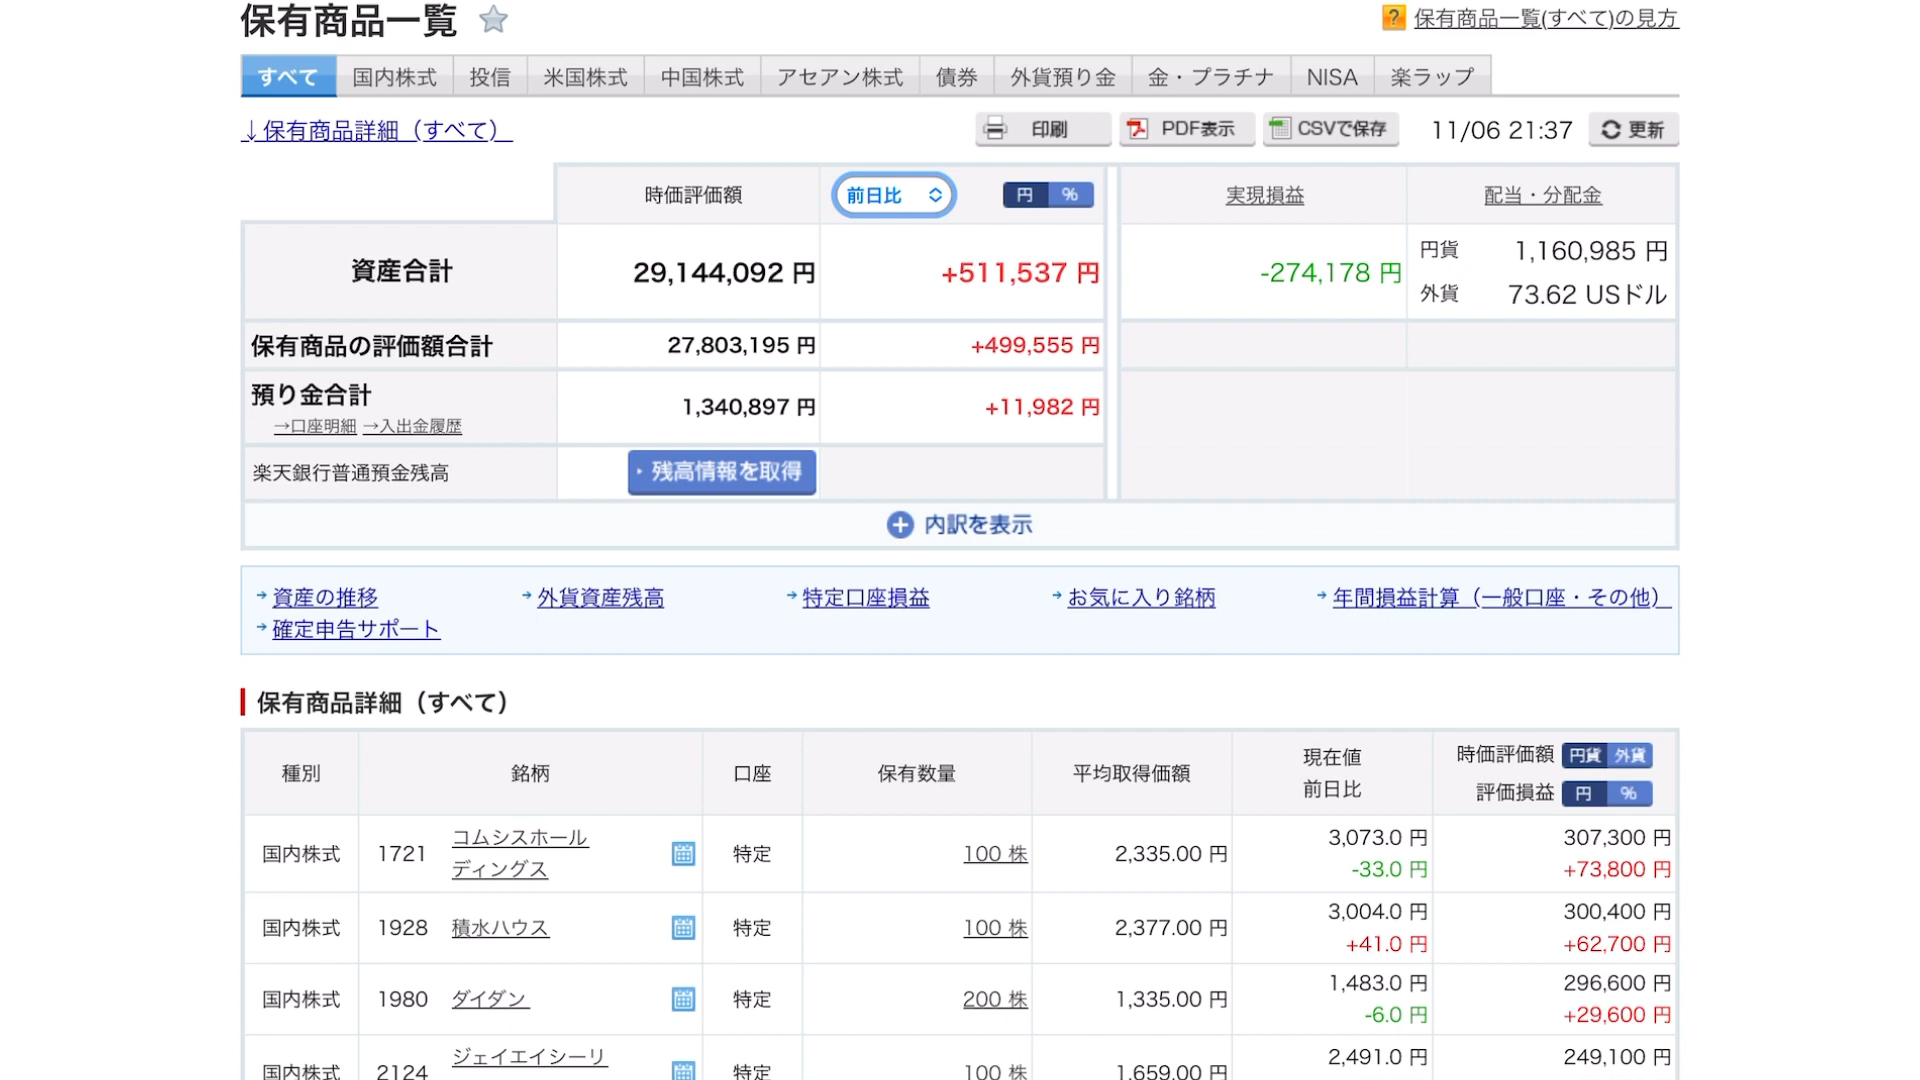 保有商品一覧
保有商品一覧(すべて)の見方
すべて 国内株式 投信 米国株式 中国株式 アセアン株式 債券 外貨預り金 金・プラチナ NISA 楽ラップ
↓保有商品詳細（すべて）
印刷 PDF表示 CSVで保存 11/06 21:37 更新
時価評価額 前日比 円 % 実現損益 配当・分配金
資産合計 29,144,092 円 +511,537 円 -274,178 円
円貨 1,160,985 円
外貨 73.62 USドル
保有商品の評価額合計 27,803,195 円 +499,555 円
預り金合計 1,340,897 円 +11,982 円
→口座明細 →入出金履歴
楽天銀行普通預金残高 残高情報を取得
内訳を表示
資産の推移 外貨資産残高 特定口座損益 お気に入り銘柄 年間損益計算（一般口座・その他）
確定申告サポート
保有商品詳細（すべて）
種別 銘柄 口座 保有数量 平均取得価額
現在値
前日比
時価評価額 円貨 外貨
評価損益 円 %
国内株式 1721
コムシスホール
ディングス
特定 100 株 2,335.00 円
3,073.0 円
-33.0 円
307,300 円
+73,800 円
国内株式 1928 積水ハウス 特定 100 株 2,377.00 円
3,004.0 円
+41.0 円
300,400 円
+62,700 円
国内株式 1980 ダイダン 特定 200 株 1,335.00 円
1,483.0 円
-6.0 円
296,600 円
+29,600 円
国内株式 2124 ジェイエイシーリ 特定 100 株 1,659.00 円
2,491.0 円
249,100 円